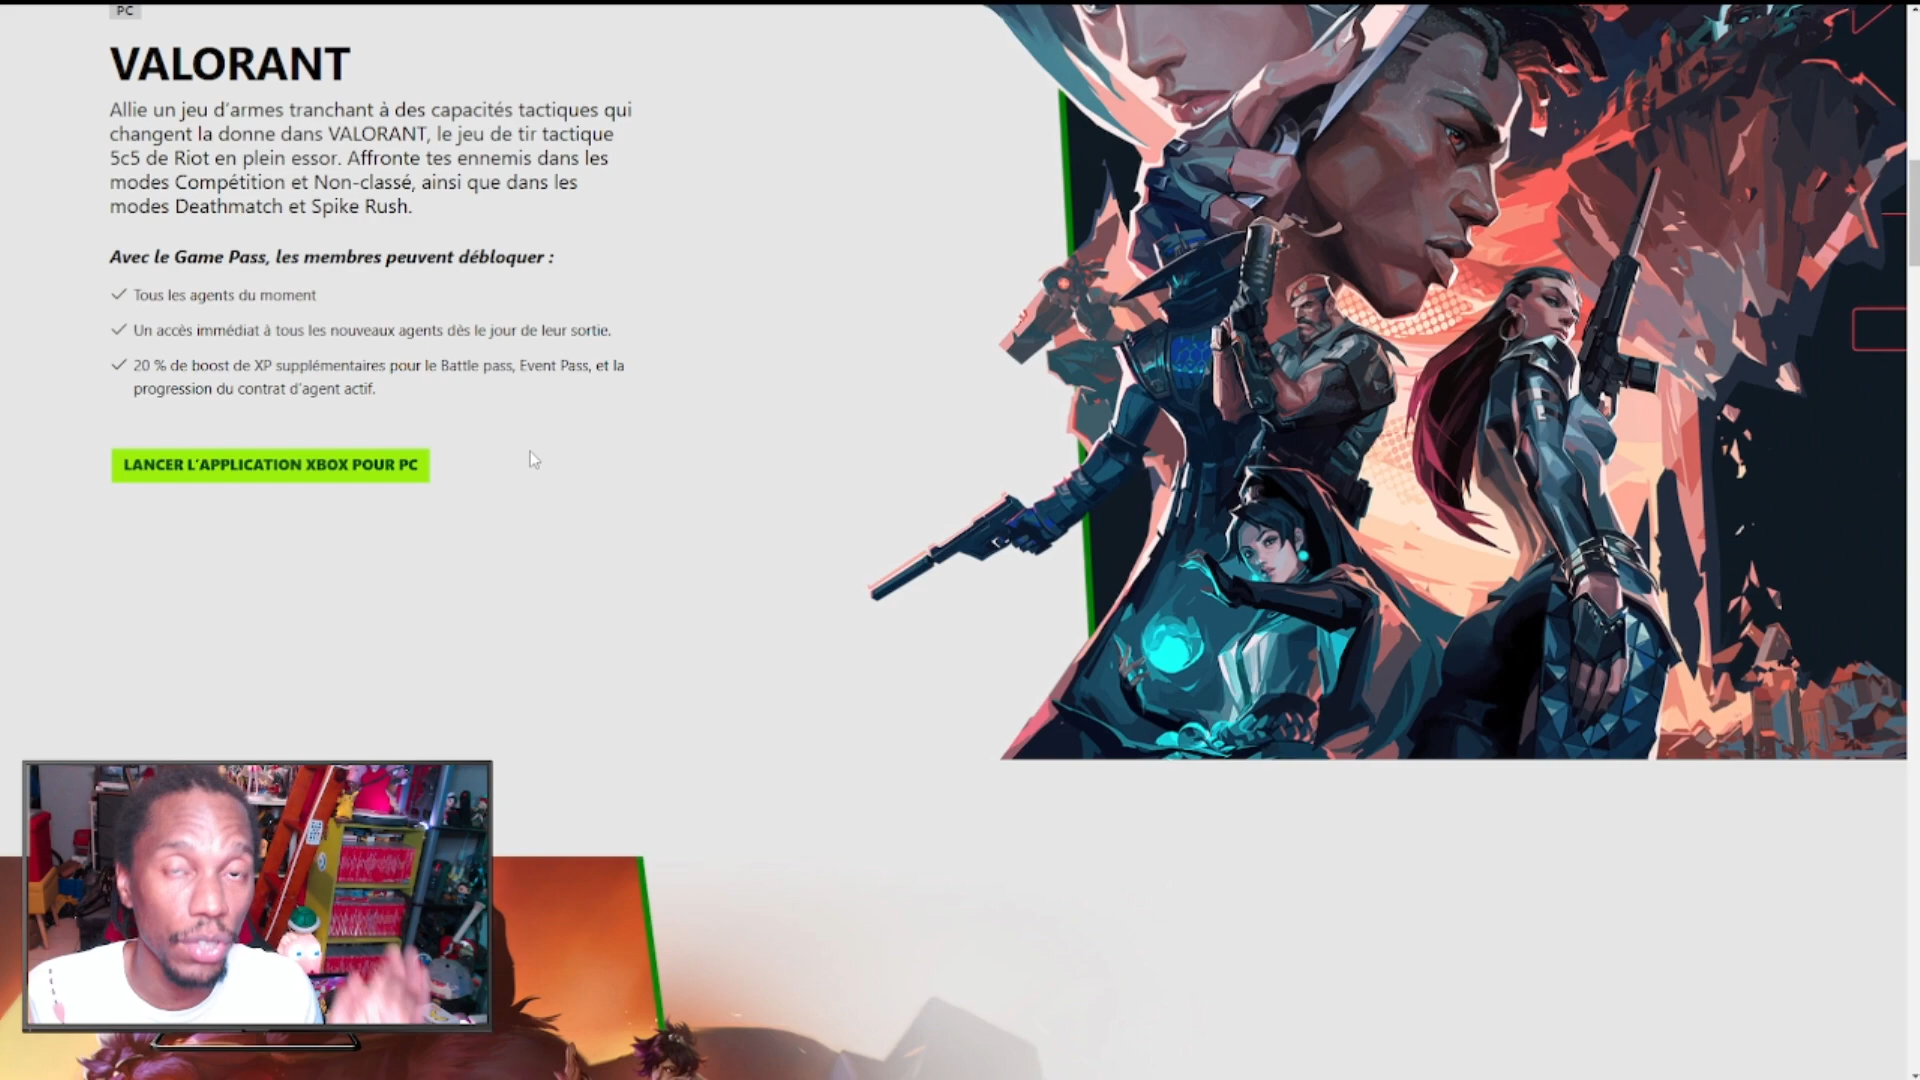 PC
VALORANT
Allie un jeu d'armes tranchant à des capacités tactiques qui
changent la donne dans VALORANT, le jeu de tir tactique
5c5 de Riot en plein essor. Affronte tes ennemis dans les
modes Compétition et Non-classé, ainsi que dans les
modes Deathmatch et Spike Rush.
Avec le Game Pass, les membres peuvent débloquer :
Tous les agents du moment
Un accès immédiat à tous les nouveaux agents dès le jour de leur sortie.
20 % de boost de XP supplémentaires pour le Battle pass, Event Pass, et la
progression du contrat d'agent actif.
LANCER L'APPLICATION XBOX POUR PC